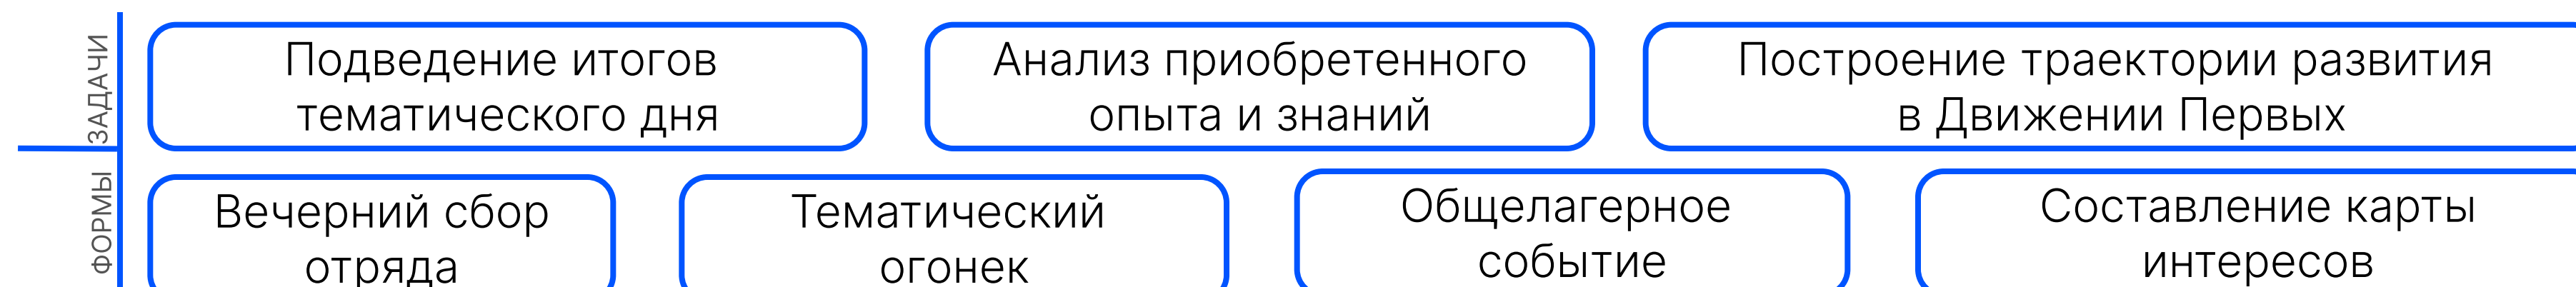 ЗАДАЧИ
Подведение итогов
тематического дня
Анализ приобретенного
опыта и знаний
Построение траектории развития
в Движении Первых
ФОРМЫ
Вечерний сбор
отряда
Тематический
огонек
Общелагерное
событие
Составление карты
интересов